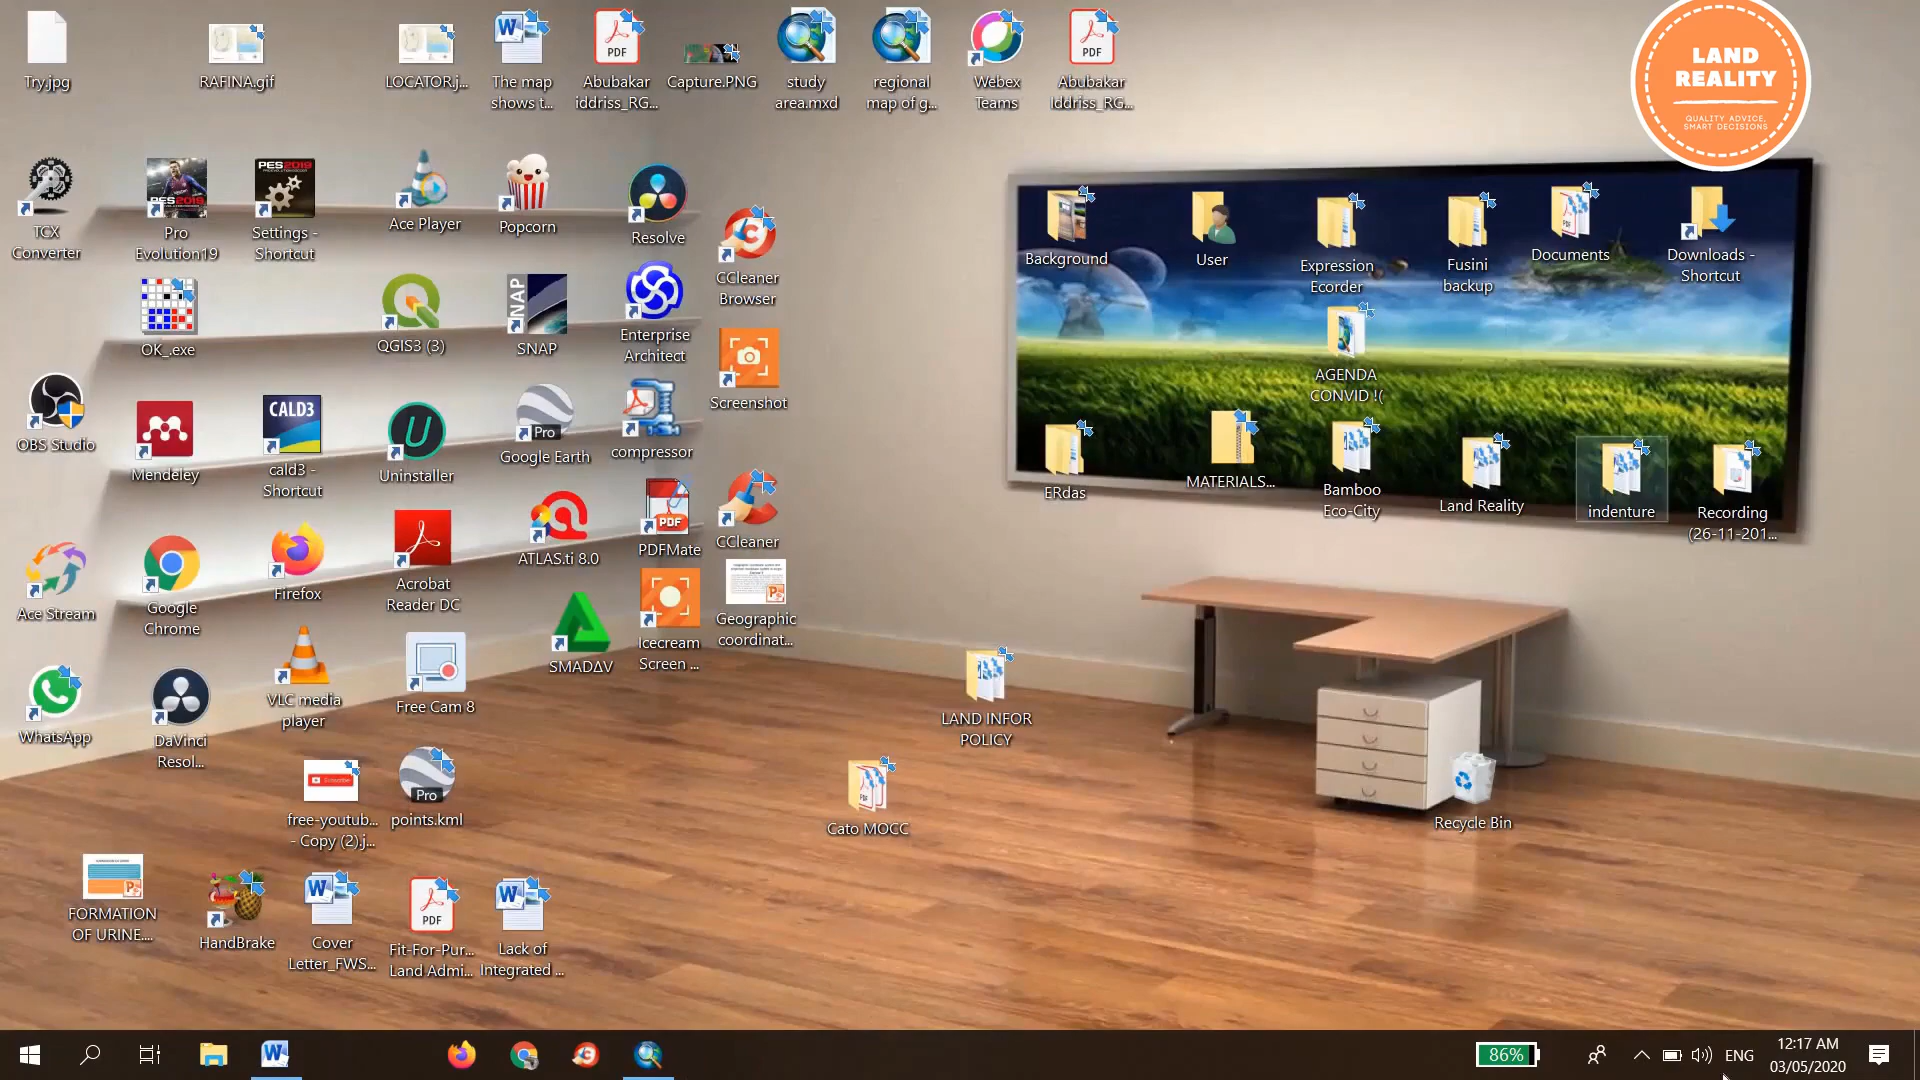 Try.jpg
RAFINA.gif
LOCATOR.j...
The map
shows t...
PDF
Abubakar
iddriss_RG...
Capture.PNG
study
area.mxd
regional
map of g...
Webex
Teams
PDF
Abubakar
Iddriss_RG...
LAND
REALITY
QUALITY ADVICE,
SMART DECISIONS
TCX
Converter
PES2019
Pro
Evolution19
PES2019
Settings -
Shortcut
Ace Player
Popcorn
Resolve
CCleaner
Browser
OK_.exe
QGIS3 (3)
SNAP
SNAP
Enterprise
Architect
Screenshot
OBS Studio
Mendeley
CALD3
cald3 -
Shortcut
Uninstaller
Pro
Google Earth
compressor
CCleaner
Ace Stream
Google
Chrome
Firefox
Acrobat
Reader DC
ATLAS.ti 8.0
PDF
PDFMate
Geographic
coordinat...
WhatsApp
DaVinci
Resol...
VLC media
player
Free Cam 8
SMADΔV
Icecream
Screen ...
free-youtub...
- Copy (2).j...
Pro
points.kml
FORMATION
OF URINE....
HandBrake
Cover
Letter_FWS...
PDF
Fit-For-Pur...
Land Admi...
Lack of
Integrated ...
Background
User
Expression
Ecorder
Fusini
backup
Documents
Downloads -
Shortcut
AGENDA
CONVID !(
ERdas
MATERIALS...
Bamboo
Eco-City
Land Reality
indenture
Recording
(26-11-201...
LAND INFOR
POLICY
Cato MOCC
Recycle Bin
86%
ENG
12:17 AM
03/05/2020